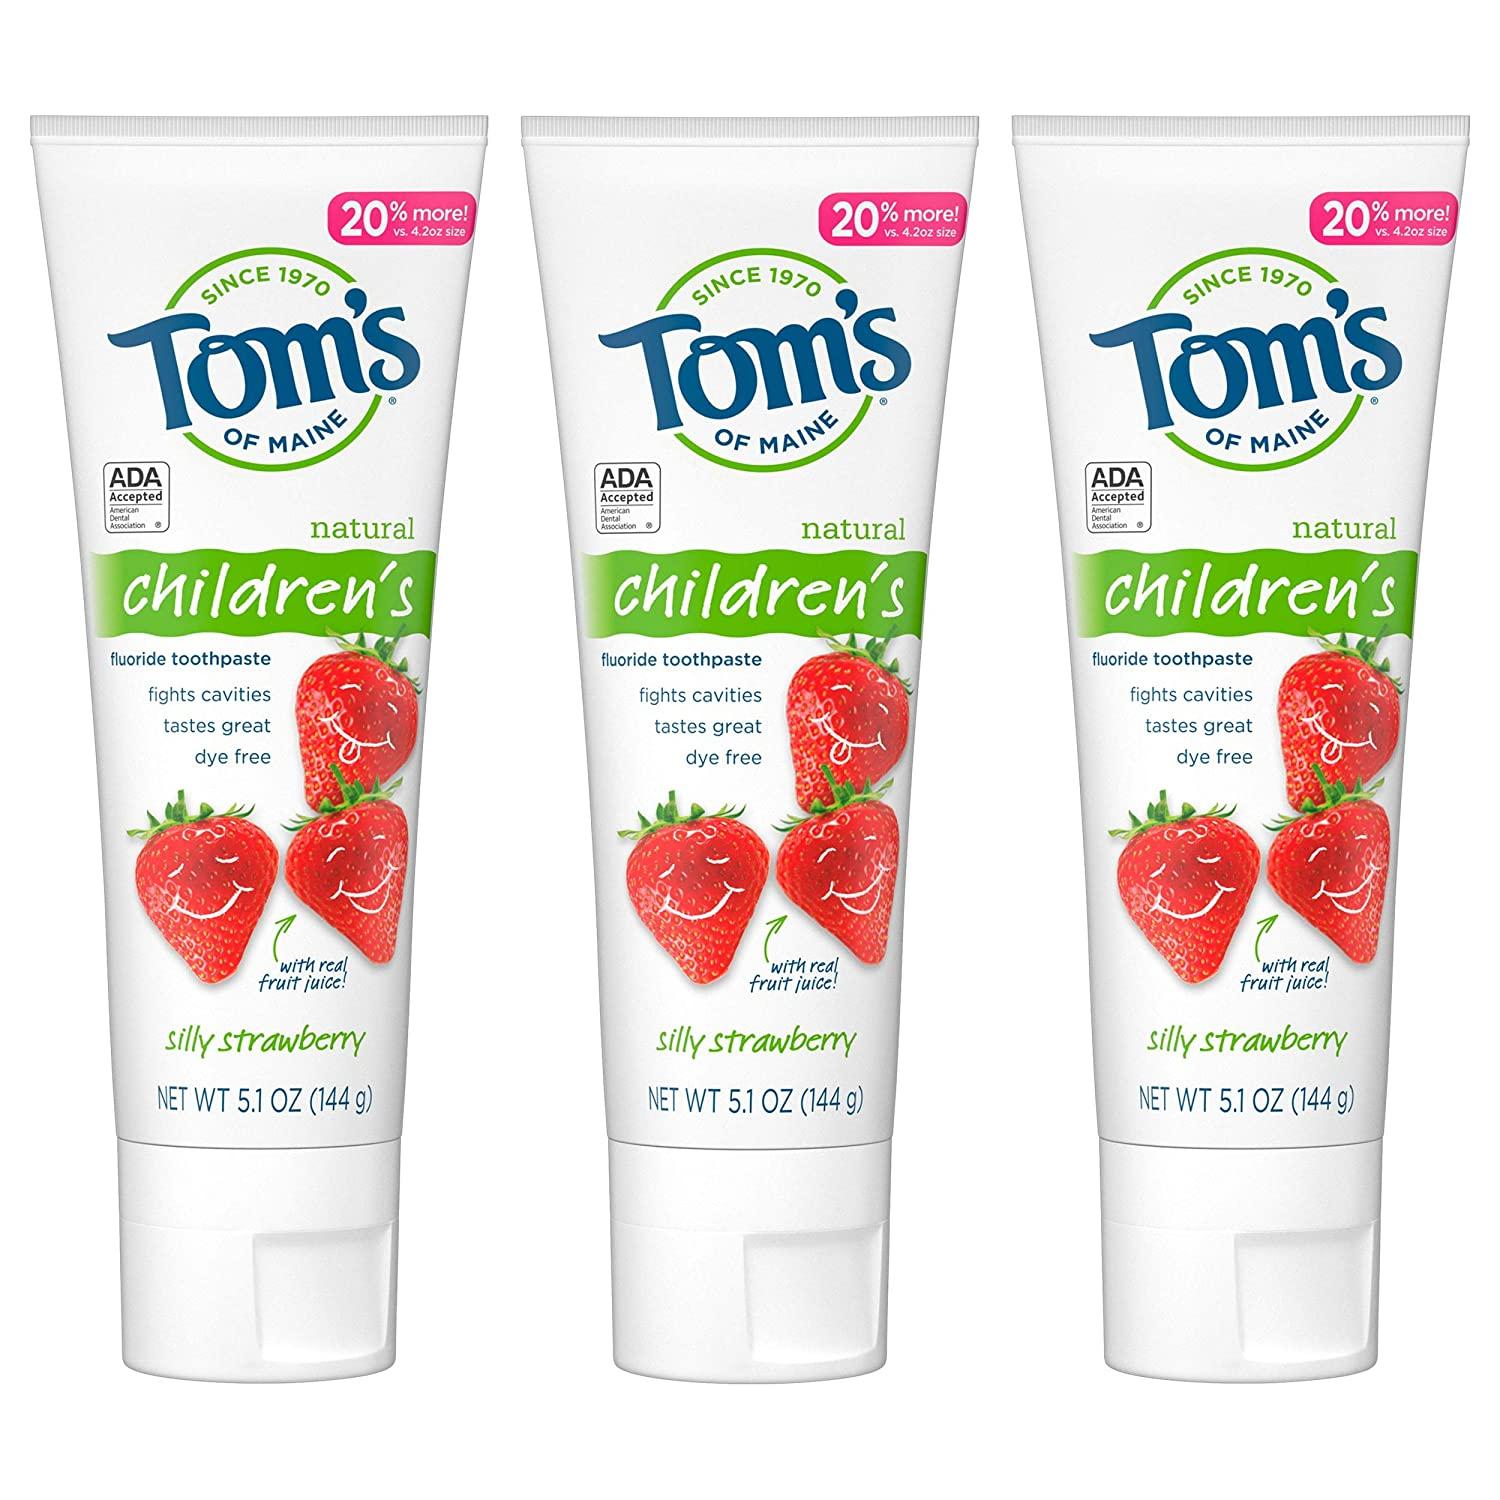 20% more!
vs. 4.2oz size
SINCE 1970
Tom's®
OF MAINE
ADA
Accepted
American
Dental
Association ®
natural
children's
fluoride toothpaste
fights cavities
tastes great
dye free
with real
fruit juice!
silly strawberry
NET WT 5.1 OZ (144 g)
20% more!
vs. 4.2oz size
SINCE 1970
Tom's®
OF MAINE
ADA
Accepted
American
Dental
Association ®
natural
children's
fluoride toothpaste
fights cavities
tastes great
dye free
with real
fruit juice!
silly strawberry
NET WT 5.1 OZ (144 g)
20% more!
vs. 4.2oz size
SINCE 1970
Tom's®
OF MAINE
ADA
Accepted
American
Dental
Association ®
natural
children's
fluoride toothpaste
fights cavities
tastes great
dye free
with real
fruit juice!
silly strawberry
NET WT 5.1 OZ (144 g)